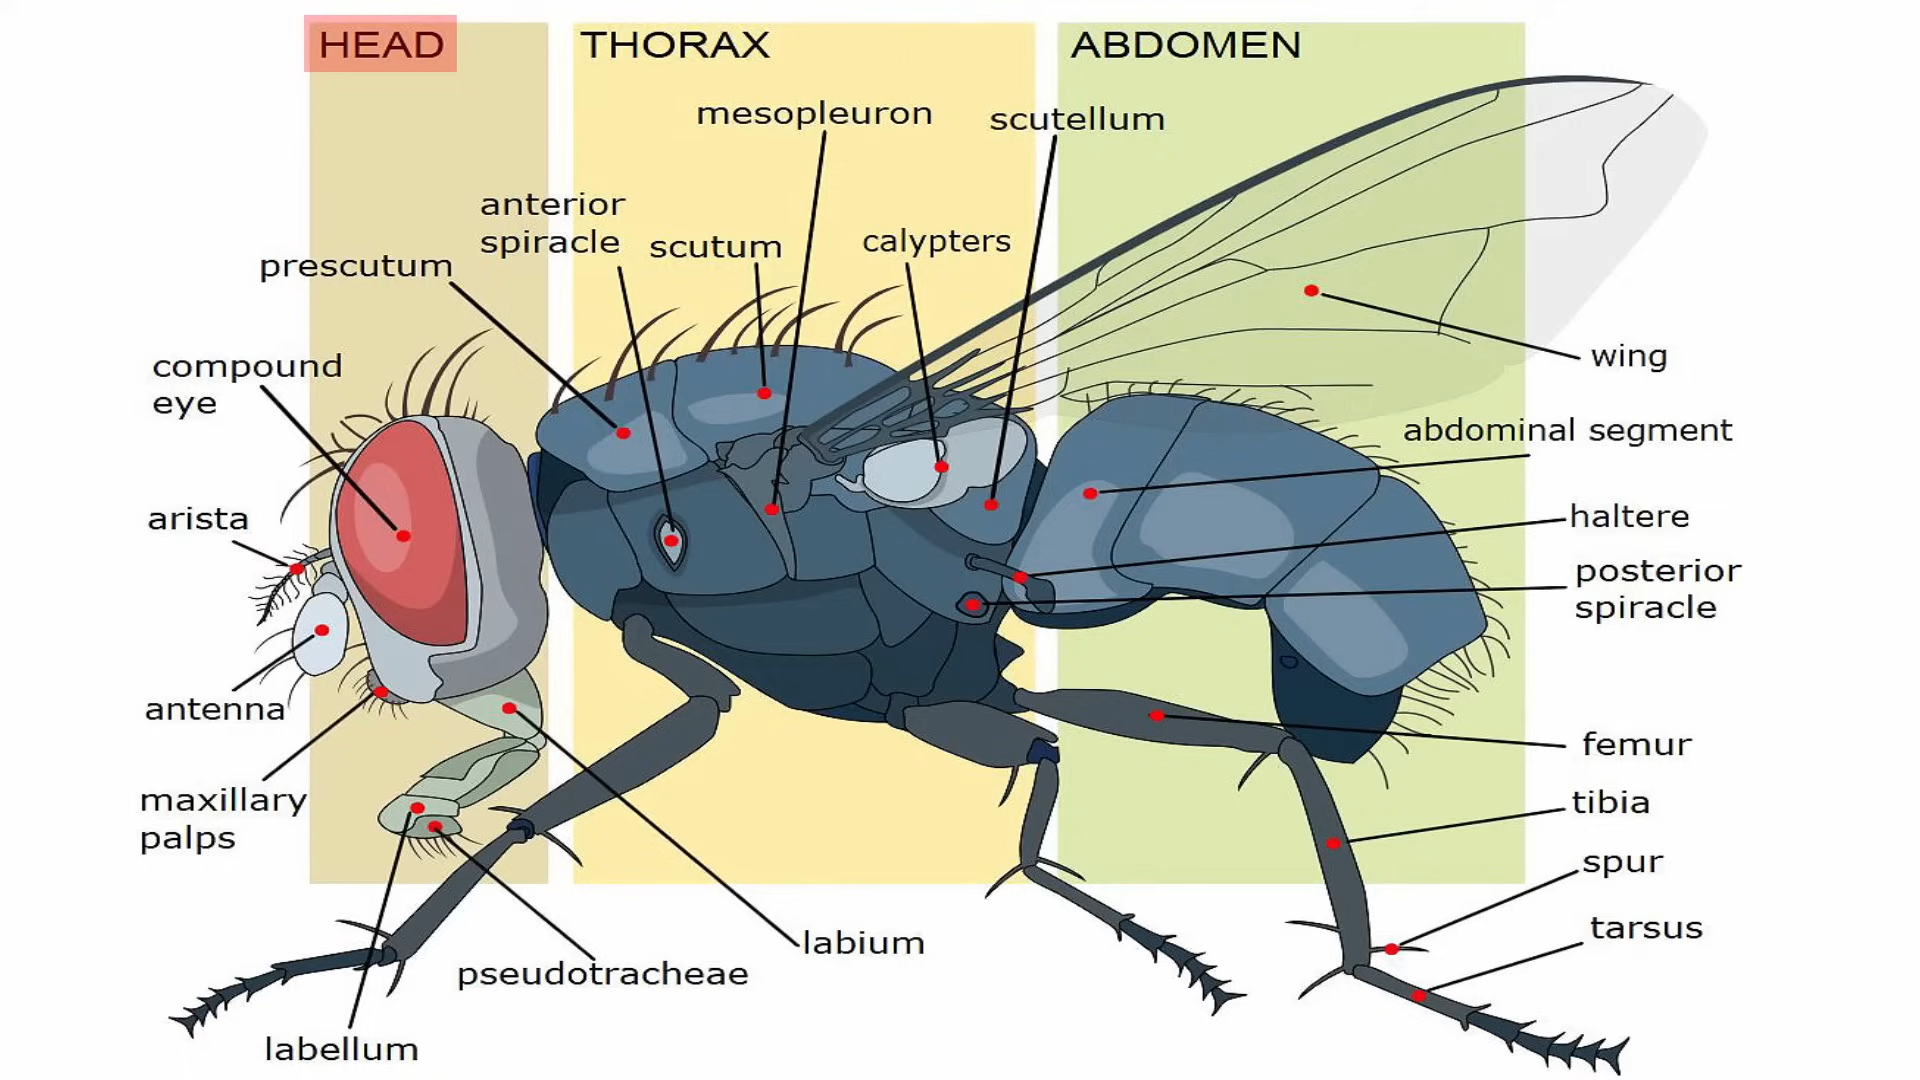 HEAD
THORAX
ABDOMEN
mesopleuron
scutellum
anterior
spiracle
scutum
calypters
prescutum
compound
eye
wing
abdominal segment
arista
haltere
posterior
spiracle
antenna
femur
maxillary
palps
tibia
spur
tarsus
labium
pseudotracheae
labellum